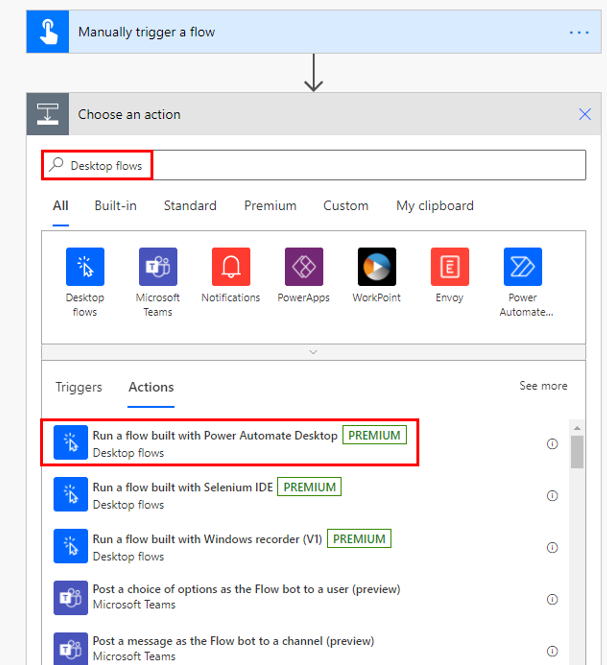 Manually trigger a flow
Choose an action
Desktop flows
All Built-in Standard Premium Custom My clipboard
Desktop flows
Microsoft Teams
Notifications
PowerApps
WorkPoint
Envoy
Power Automate...
Triggers Actions See more
Run a flow built with Power Automate Desktop PREMIUM
Desktop flows
Run a flow built with Selenium IDE PREMIUM
Desktop flows
Run a flow built with Windows recorder (V1) PREMIUM
Desktop flows
Post a choice of options as the Flow bot to a user (preview)
Microsoft Teams
Post a message as the Flow bot to a channel (preview)
Microsoft Teams